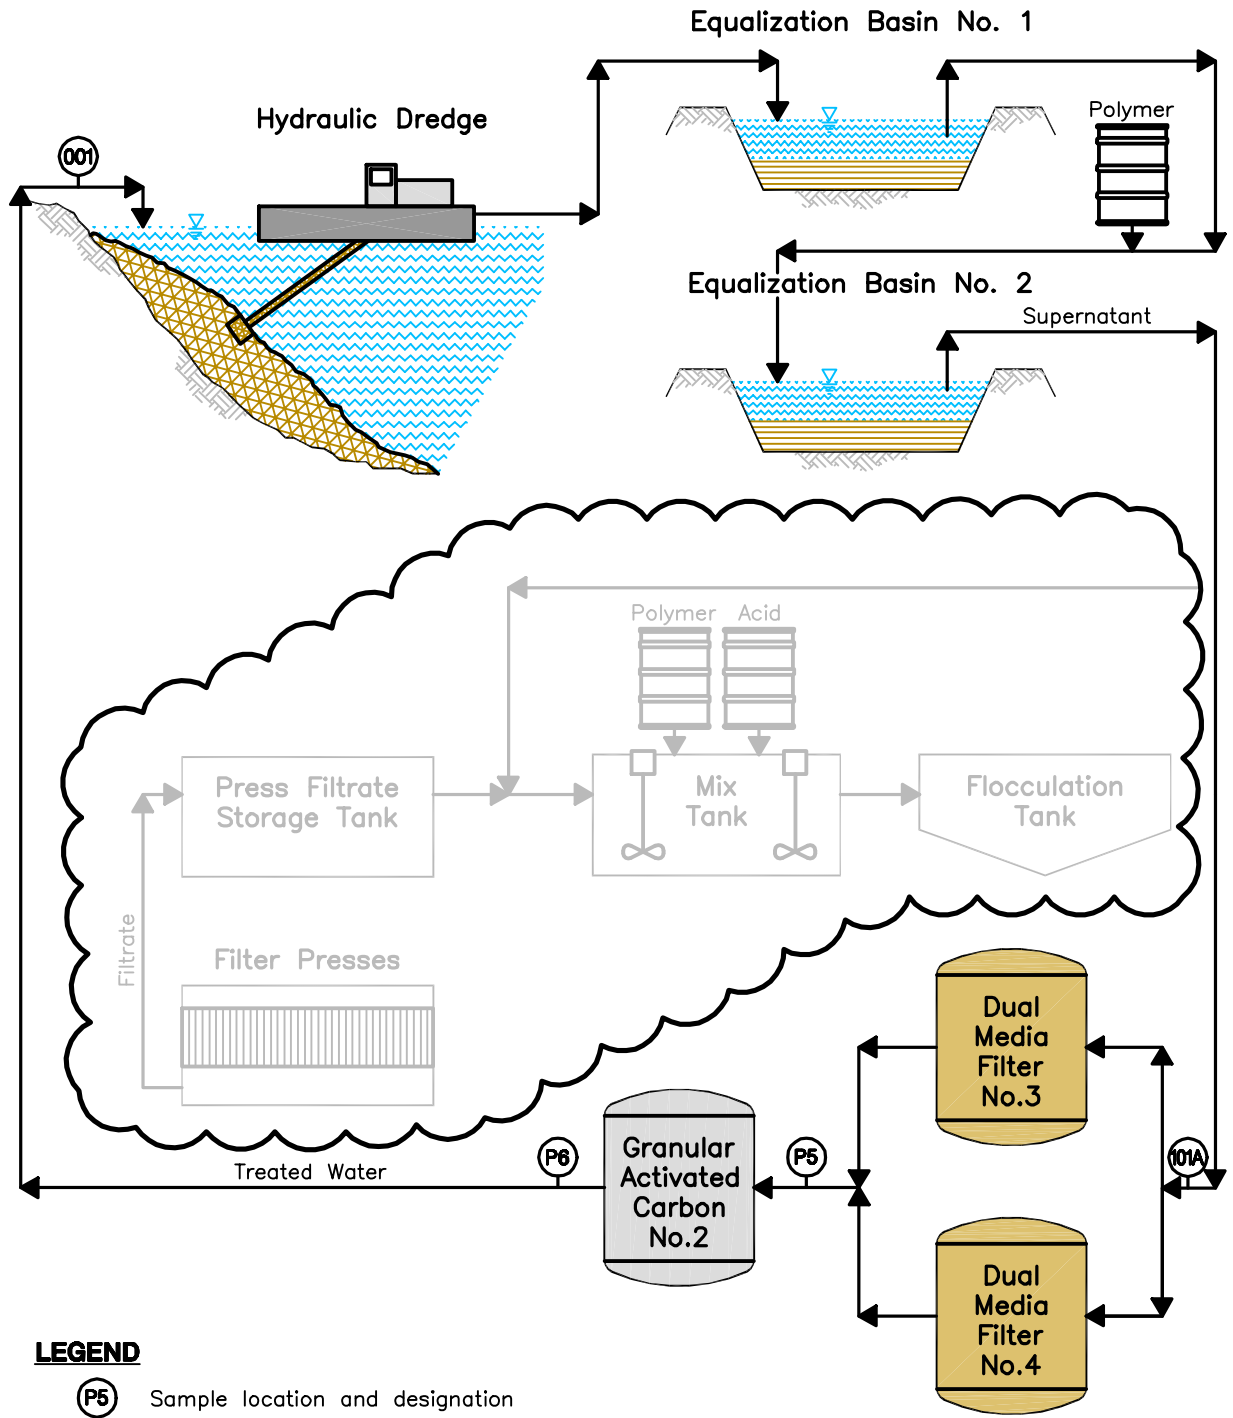 Equalization Basin No. 1
Hydraulic Dredge
Polymer
001
Equalization Basin No. 2
Supernatant
Polymer Acid
Press Filtrate
Storage Tank
Mix
Tank
Flocculation
Tank
Filtrate
Filter Presses
Dual
Media
Filter
No.3
Granular
Activated
Carbon
No.2
P6
P5
101A
Treated Water
Dual
Media
Filter
No.4
LEGEND
P5 Sample location and designation